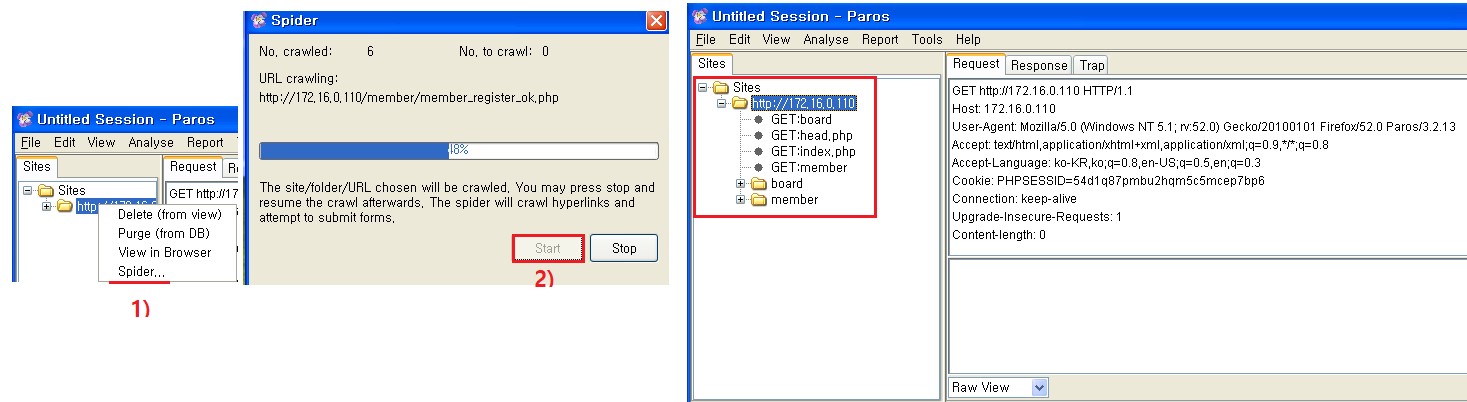 Untitled Session - Paros
File Edit View Analyse Report
Sites
Request
Sites
GET http://17
Delete (from view)
Purge (from DB)
View in Browser
Spider...
1)
Spider
No, crawled: 6 No, to crawl: 0
URL crawling:
http://172.16.0.110/member/member_register_ok.php
48%
The site/folder/URL chosen will be crawled, You may press stop and
resume the crawl afterwards, The spider will crawl hyperlinks and
attempt to submit forms,
Start Stop
2)
Untitled Session - Paros
File Edit View Analyse Report Tools Help
Sites
Sites
http://172.16.0.110
GET:board
GET:head.php
GET:index.php
GET:member
board
member
Request Response Trap
GET http://172.16.0.110 HTTP/1.1
Host: 172.16.0.110
User-Agent: Mozilla/5.0 (Windows NT 5.1; rv:52.0) Gecko/20100101 Firefox/52.0 Paros/3.2.13
Accept: text/html,application/xhtml+xml,application/xml;q=0.9,*/*;q=0.8
Accept-Language: ko-KR,ko;q=0.8,en-US;q=0.5,en;q=0.3
Cookie: PHPSESSID=54d1q87pmbu2hqm5c5mcep7bp6
Connection: keep-alive
Upgrade-Insecure-Requests: 1
Content-length: 0
Raw View